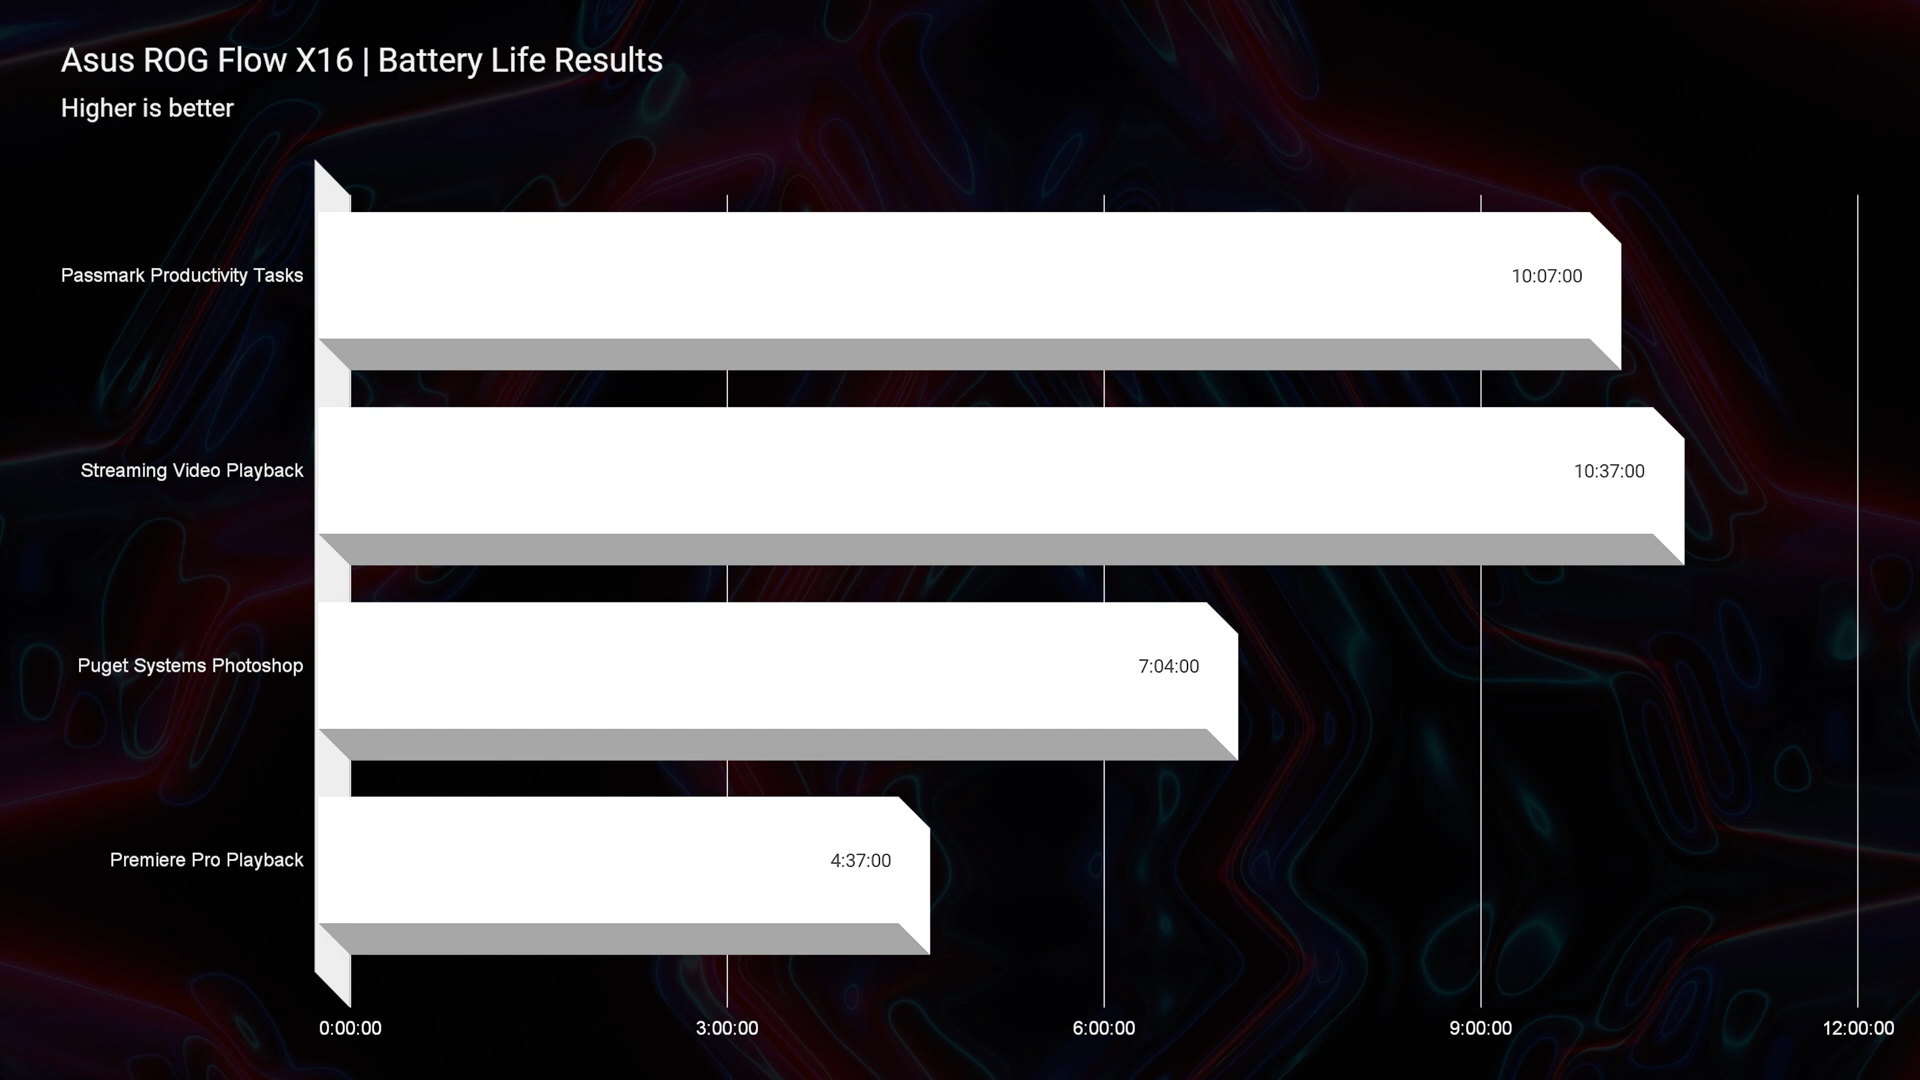 Asus ROG Flow X16 | Battery Life Results
Higher is better
Passmark Productivity Tasks
10:07:00
Streaming Video Playback
10:37:00
Puget Systems Photoshop
7:04:00
Premiere Pro Playback
4:37:00
0:00:00
3:00:00
6:00:00
9:00:00
12:00:00